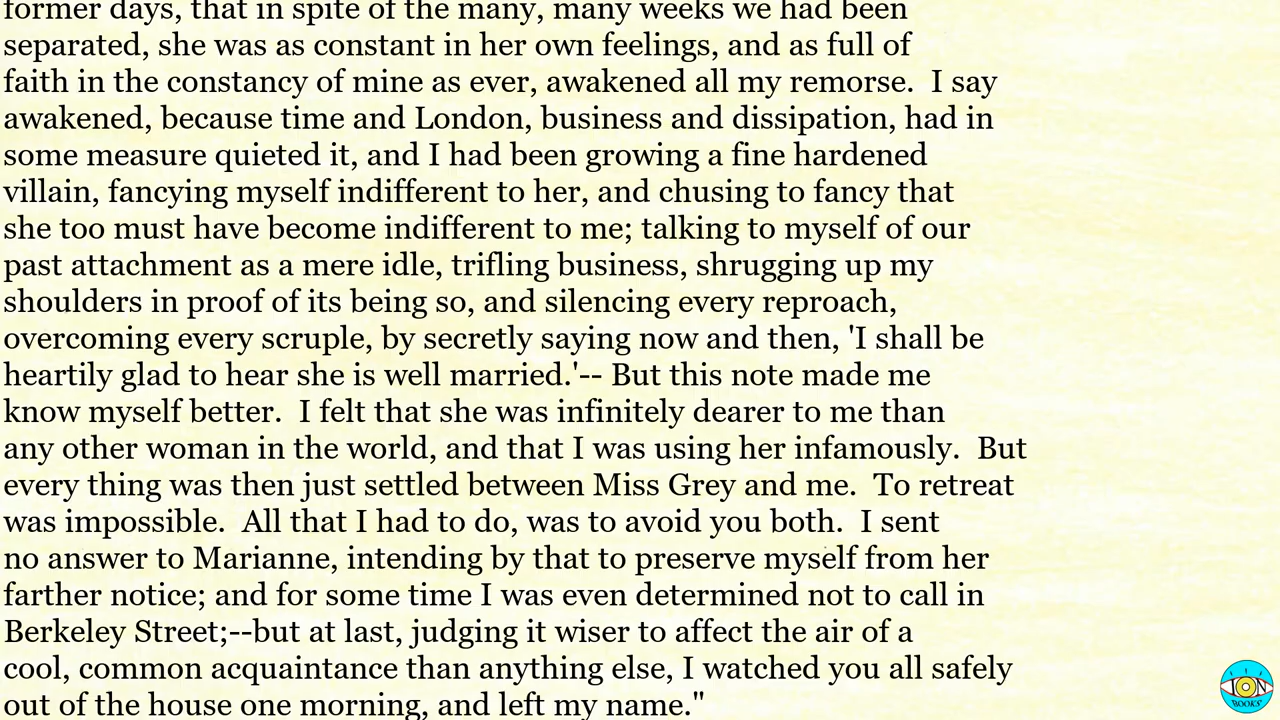 former days, that in spite of the many, many weeks we had been
separated, she was as constant in her own feelings, and as full of
faith in the constancy of mine as ever, awakened all my remorse.  I say
awakened, because time and London, business and dissipation, had in
some measure quieted it, and I had been growing a fine hardened
villain, fancying myself indifferent to her, and chusing to fancy that
she too must have become indifferent to me; talking to myself of our
past attachment as a mere idle, trifling business, shrugging up my
shoulders in proof of its being so, and silencing every reproach,
overcoming every scruple, by secretly saying now and then, 'I shall be
heartily glad to hear she is well married.'-- But this note made me
know myself better.  I felt that she was infinitely dearer to me than
any other woman in the world, and that I was using her infamously.  But
every thing was then just settled between Miss Grey and me.  To retreat
was impossible.  All that I had to do, was to avoid you both.  I sent
no answer to Marianne, intending by that to preserve myself from her
farther notice; and for some time I was even determined not to call in
Berkeley Street;--but at last, judging it wiser to affect the air of a
cool, common acquaintance than anything else, I watched you all safely
out of the house one morning, and left my name."
ION
BOOKS